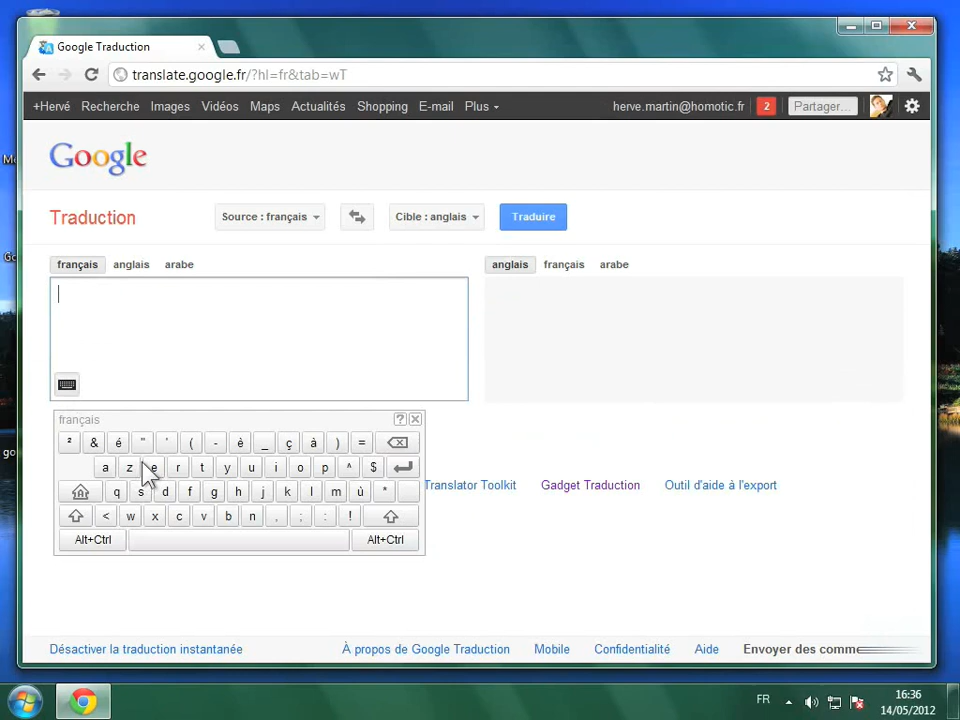 Google Traduction
translate.google.fr/?hl=fr&tab=wT
+Hervé Recherche Images Vidéos Maps Actualités Shopping E-mail Plus herve.martin@homotic.fr 2 Partager...
Google
Traduction Source : français Cible : anglais Traduire
français anglais arabe anglais français arabe
français ?
² & é " ' ( - è _ ç à ) =
a z e r t y u i o p ^ $
q s d f g h j k l m ù *
< w x c v b n , ; : !
Alt+Ctrl Alt+Ctrl
Translator Toolkit Gadget Traduction Outil d'aide à l'export
Désactiver la traduction instantanée À propos de Google Traduction Mobile Confidentialité Aide Envoyer des comme
FR 16:36
14/05/2012